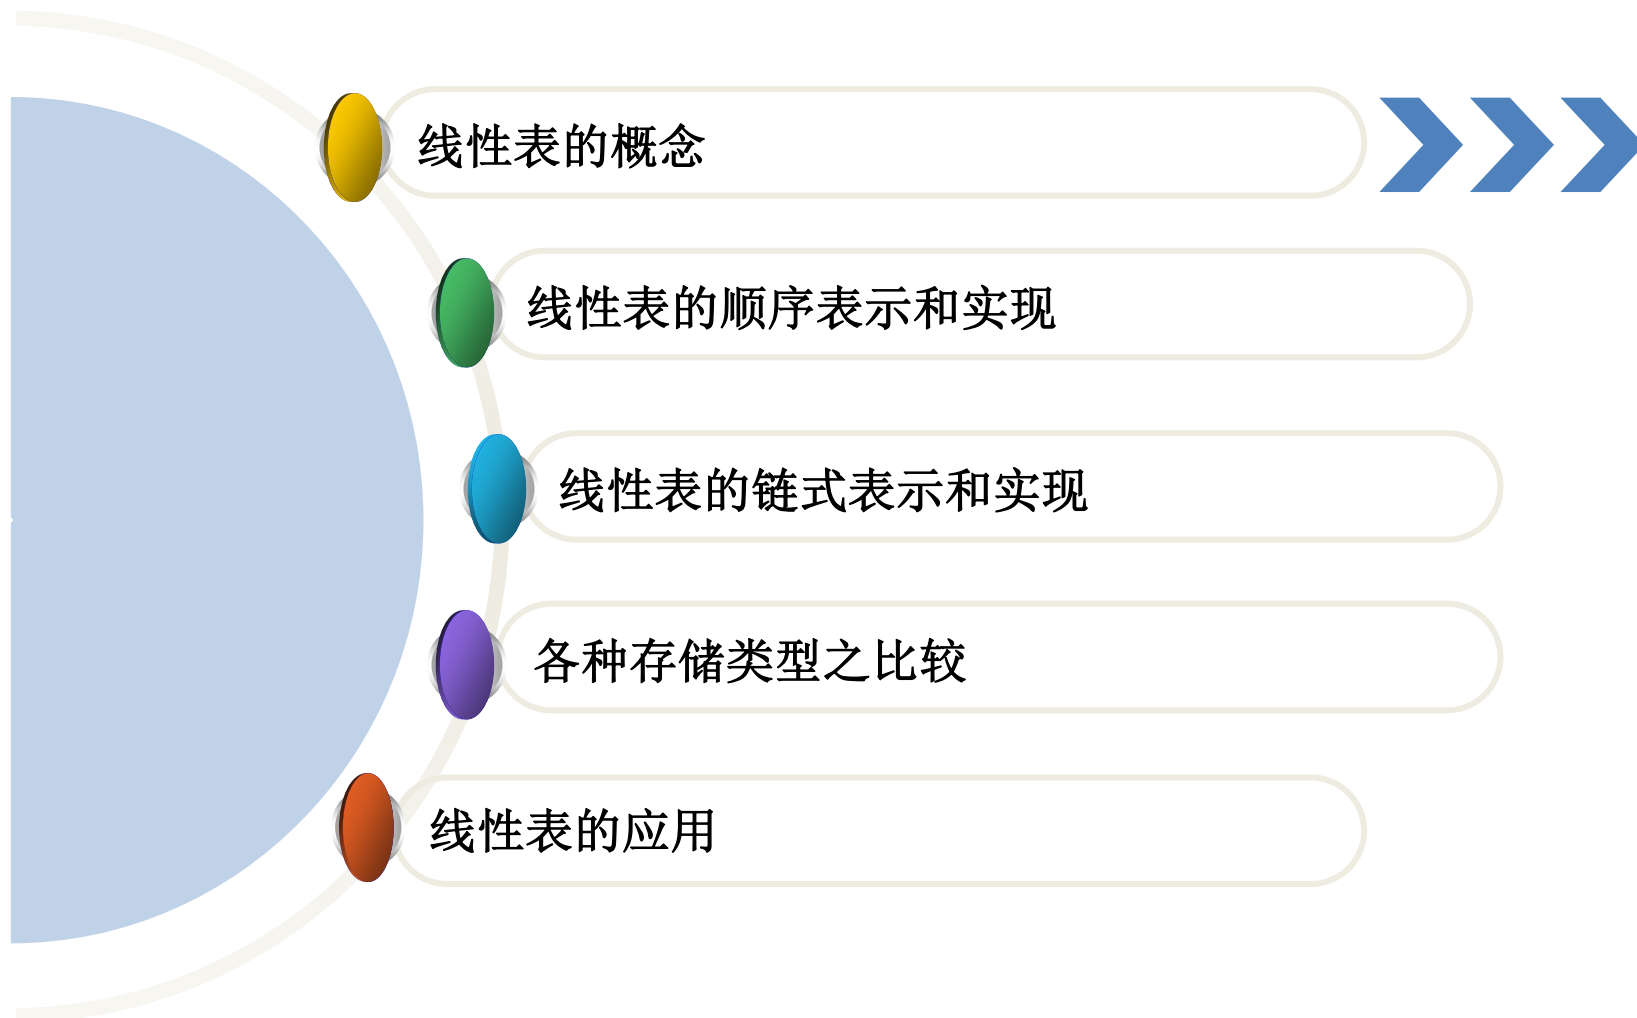 线性表的概念
线性表的顺序表示和实现
线性表的链式表示和实现
各种存储类型之比较
线性表的应用